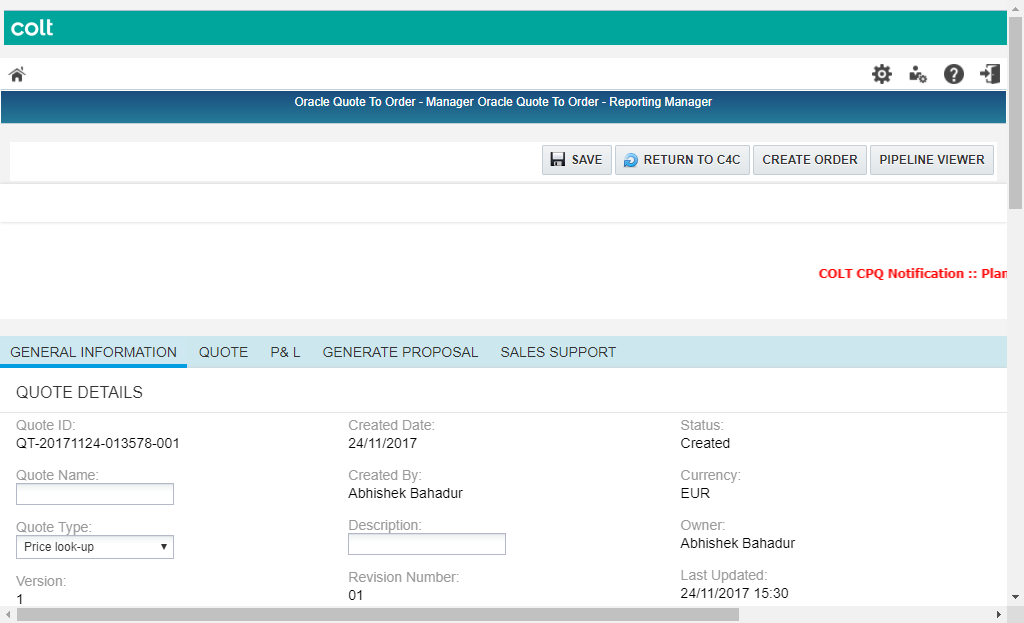 colt
Oracle Quote To Order - Manager Oracle Quote To Order - Reporting Manager
SAVE RETURN TO C4C CREATE ORDER PIPELINE VIEWER
COLT CPQ Notification :: Plan
GENERAL INFORMATION QUOTE P& L GENERATE PROPOSAL SALES SUPPORT
QUOTE DETAILS
Quote ID: Created Date: Status:
QT-20171124-013578-001 24/11/2017 Created
Quote Name: Created By: Currency:
Abhishek Bahadur EUR
Quote Type: Description: Owner:
Price look-up Abhishek Bahadur
Version: Revision Number: Last Updated:
1 01 24/11/2017 15:30